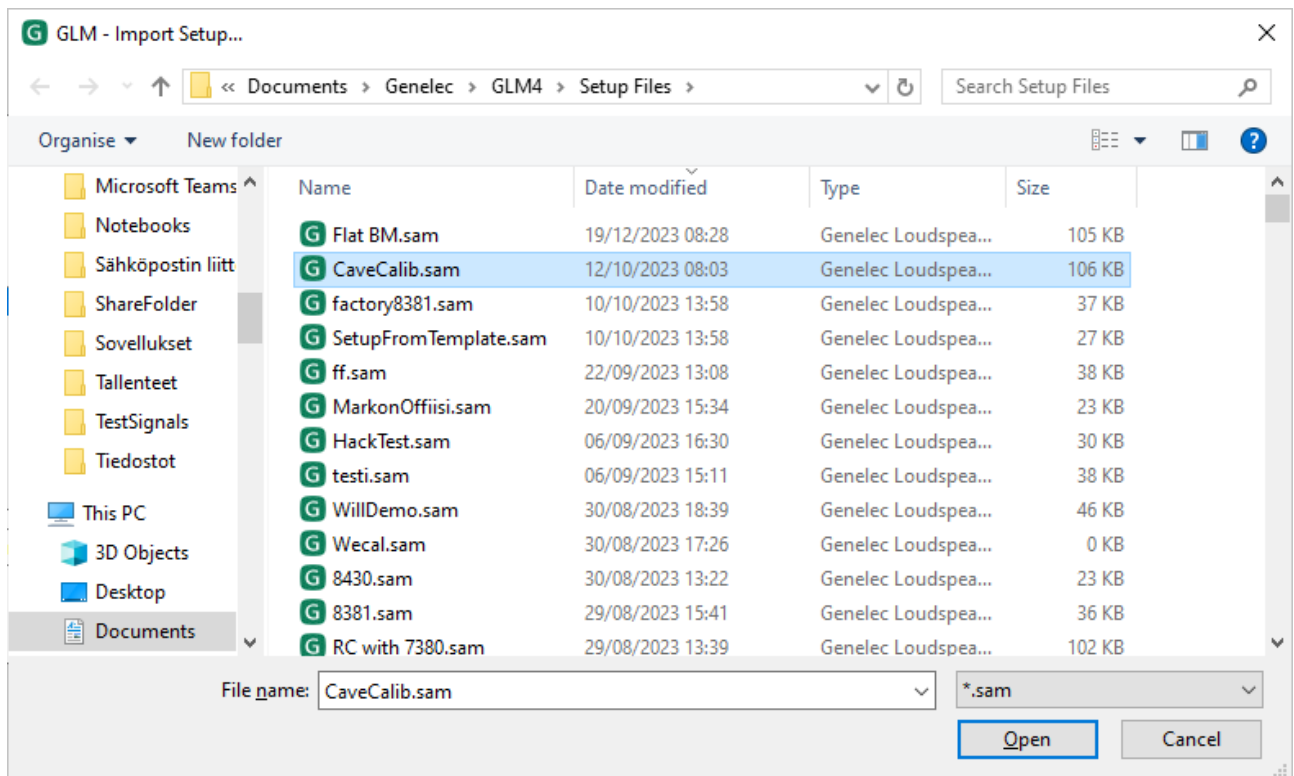 G GLM - Import Setup...
« Documents > Genelec > GLM4 > Setup Files >
Search Setup Files
Organise New folder
?
Microsoft Teams
Notebooks
Sähköpostin liitt
ShareFolder
Sovellukset
Tallenteet
TestSignals
Tiedostot
This PC
3D Objects
Desktop
Documents
Name Date modified Type Size
G Flat BM.sam 19/12/2023 08:28 Genelec Loudspea... 105 KB
G CaveCalib.sam 12/10/2023 08:03 Genelec Loudspea... 106 KB
G factory8381.sam 10/10/2023 13:58 Genelec Loudspea... 37 KB
G SetupFromTemplate.sam 10/10/2023 13:58 Genelec Loudspea... 27 KB
G ff.sam 22/09/2023 13:08 Genelec Loudspea... 38 KB
G MarkonOffiisi.sam 20/09/2023 15:34 Genelec Loudspea... 23 KB
G HackTest.sam 06/09/2023 16:30 Genelec Loudspea... 30 KB
G testi.sam 06/09/2023 15:11 Genelec Loudspea... 38 KB
G WillDemo.sam 30/08/2023 18:39 Genelec Loudspea... 46 KB
G Wecal.sam 30/08/2023 17:26 Genelec Loudspea... 0 KB
G 8430.sam 30/08/2023 13:22 Genelec Loudspea... 23 KB
G 8381.sam 29/08/2023 15:41 Genelec Loudspea... 36 KB
G RC with 7380.sam 29/08/2023 13:39 Genelec Loudspea... 102 KB
File name: CaveCalib.sam *.sam
Open Cancel